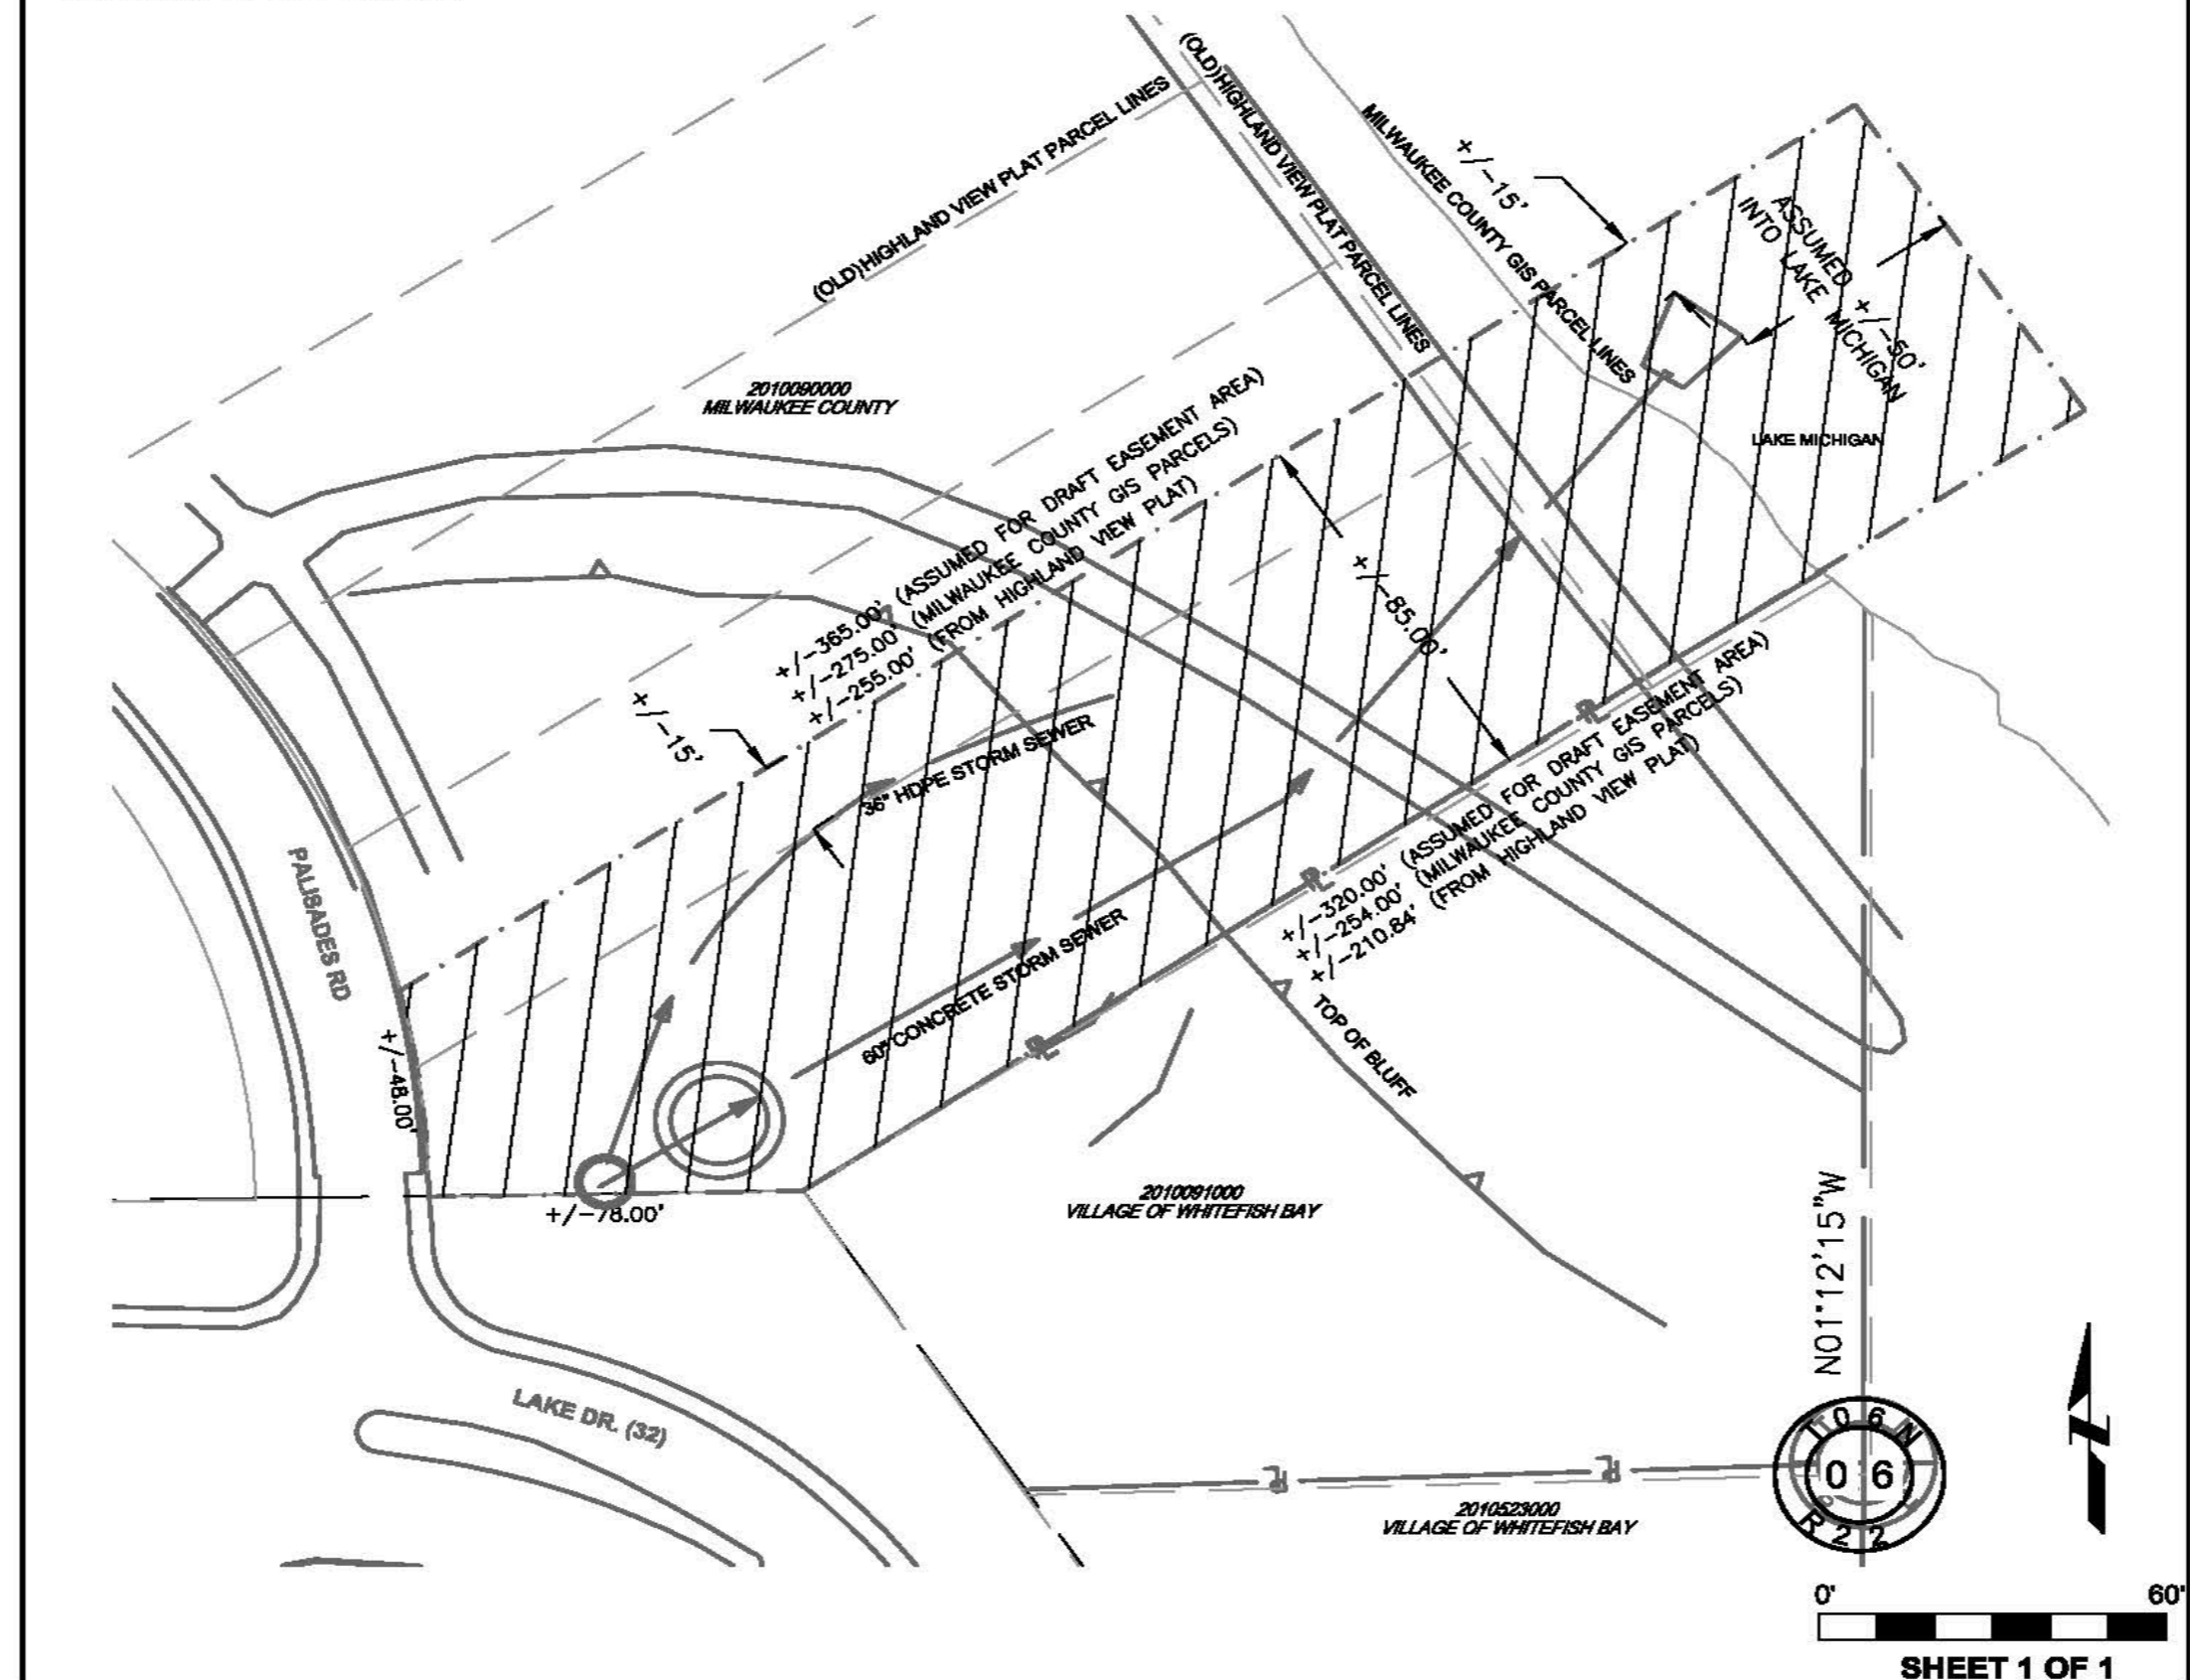 (OLD)HIGHLAND VIEW PLAT PARCEL LINES
(OLD)HIGHLAND VIEW PLAT PARCEL LINES
MILWAUKEE COUNTY GIS PARCEL LINES
+/-15'
ASSUMED +/-50'
INTO LAKE MICHIGAN
LAKE MICHIGAN
2010090000
MILWAUKEE COUNTY
+/-365.00' (ASSUMED FOR DRAFT EASEMENT AREA)
+/-275.00' (MILWAUKEE COUNTY GIS PARCELS)
+/-255.00' (FROM HIGHLAND VIEW PLAT)
+/-85.00'
+/-15'
36" HDPE STORM SEWER
60" CONCRETE STORM SEWER
+/-320.00' (ASSUMED FOR DRAFT EASEMENT AREA)
+/-254.00' (MILWAUKEE COUNTY GIS PARCELS)
+/-210.84' (FROM HIGHLAND VIEW PLAT)
PALISADES RD
+/-48.00'
TOP OF BLUFF
+/-78.00'
2010091000
VILLAGE OF WHITEFISH BAY
N01°12'15"W
LAKE DR. (32)
2010523000
VILLAGE OF WHITEFISH BAY
T 06 N
06
R 22
0' 60'
SHEET 1 OF 1